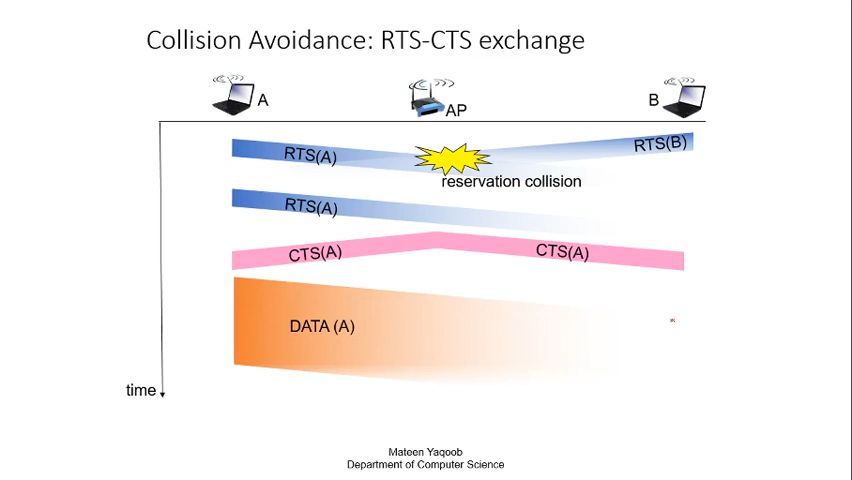 Collision Avoidance: RTS-CTS exchange
A
AP
B
RTS(A)
RTS(B)
reservation collision
RTS(A)
CTS(A)
CTS(A)
DATA (A)
time
Mateen Yaqoob
Department of Computer Science